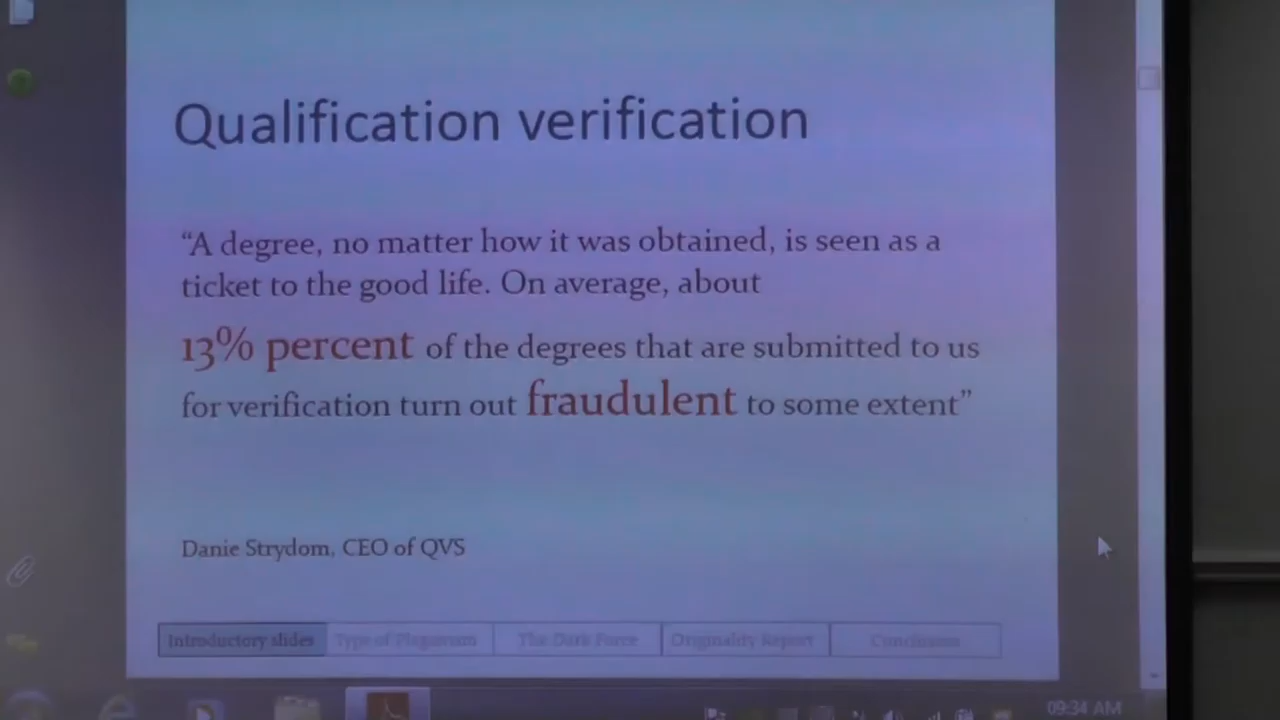 Qualification verification
“A degree, no matter how it was obtained, is seen as a
ticket to the good life. On average, about
13% percent of the degrees that are submitted to us
for verification turn out fraudulent to some extent”
Danie Strydom, CEO of QVS
Introductory slides
Type of Plagiarism
The Dark Force
Originality Report
Conclusion
09:34 AM